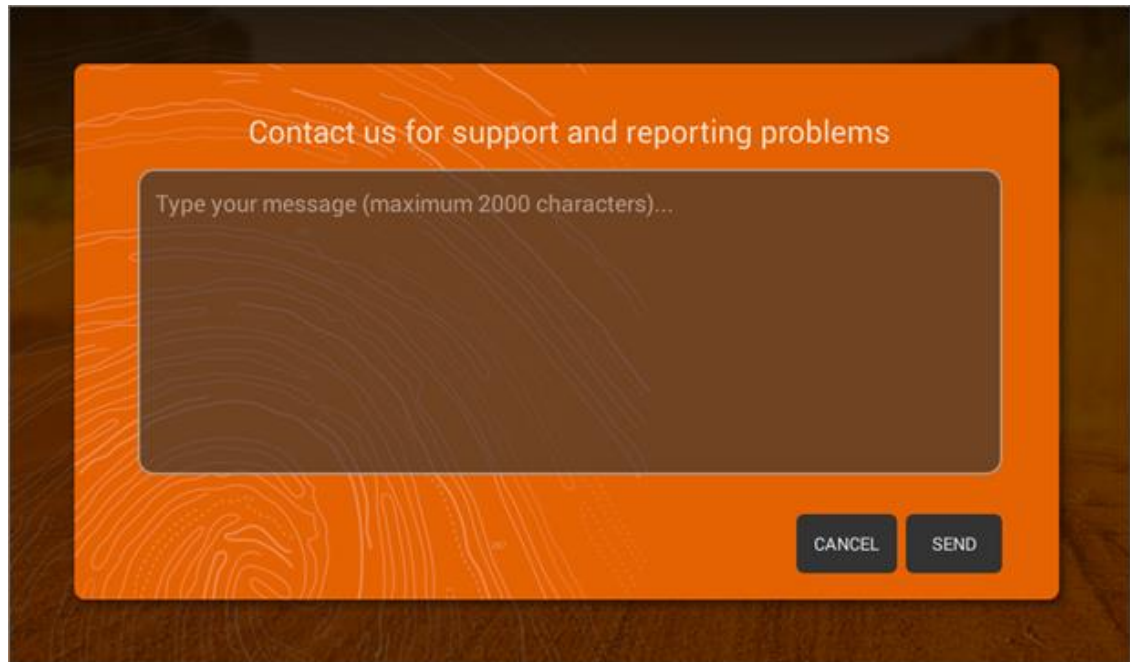 Contact us for support and reporting problems
Type your message (maximum 2000 characters)...
CANCEL SEND